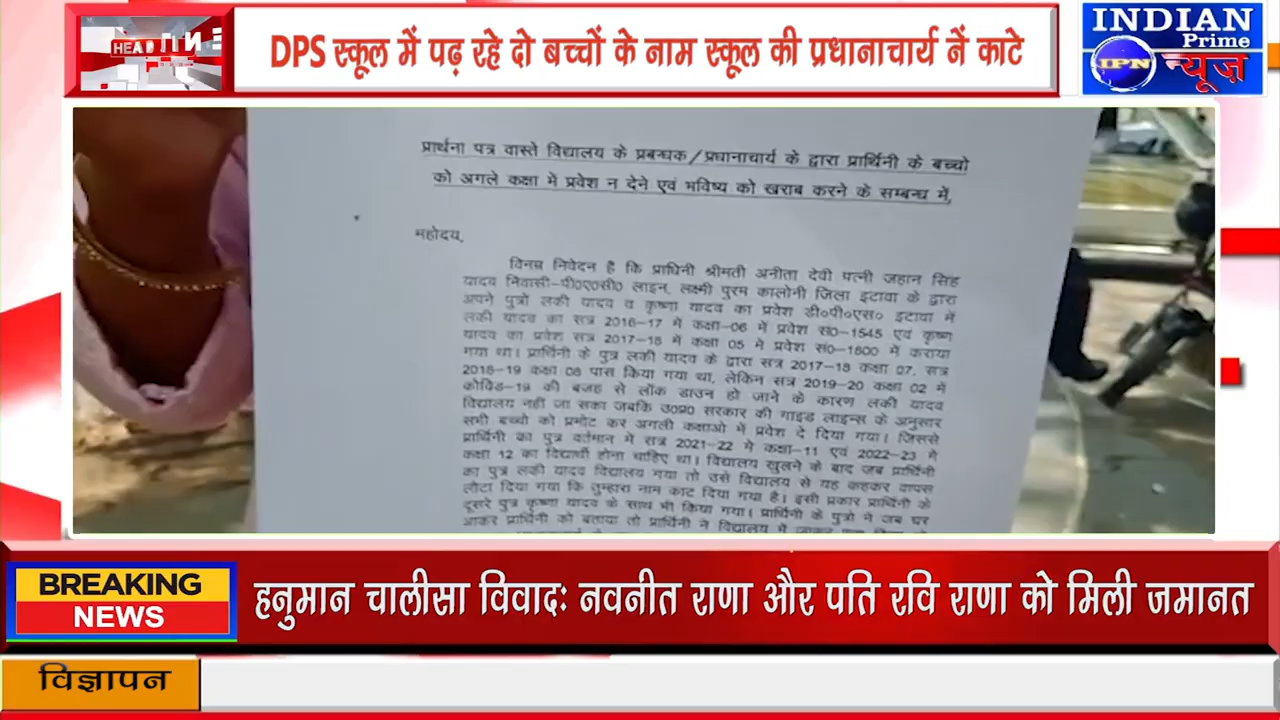 HEADLINE
DPS स्कूल में पढ़ रहे दो बच्चों के नाम स्कूल की प्रधानाचार्य नें काटे
INDIAN
Prime
IPN न्यूज़
प्रार्थना पत्र वास्ते विद्यालय के प्रबन्धक/प्रधानाचार्य के द्वारा प्रार्थिनी के बच्चो
को अगले कक्षा में प्रवेश न देने एवं भविष्य को खराब करने के सम्बन्ध में,
महोदय,
विनम्र निवेदन है कि प्राथिनी श्रीमती अनीता देवी पत्नी जहान सिंह
यादव निवासी-पी०ए०सी० लाइन, लक्ष्मी पुरम कालोनी जिला इटावा के द्वारा
अपने पुत्रो लकी यादव व कृष्णा यादव का प्रवेश डी०पी०एस० इटावा में
लकी यादव का सत्र 2016-17 में कक्षा-06 में प्रवेश सं०-1545 एवं कृष्ण
यादव का प्रवेश सत्र 2017-18 में कक्षा 05 मे प्रवेश सं०-1800 में कराया
गया था। प्रार्थिनी के पुत्र लकी यादव के द्वारा सत्र 2017-18 कक्षा 07, सत्र
2018-19 कक्षा 08 पास किया गया था, लेकिन सत्र 2019-20 कक्षा 02 में
कोविड-19 की बजह से लॉक डाउन हो जाने के कारण लकी यादव
विद्यालय नहीं जा सका जबकि उ०प्र० सरकार की गाइड लाइन्स के अनुसार
सभी बच्चो को प्रमोट कर अगली कक्षाओ में प्रवेश दे दिया गया। जिससे
प्रार्थिनी का पुत्र वर्तमान में सत्र 2021-22 मे कक्षा-11 एवं 2022-23 मे
कक्षा 12 का विद्यार्थी होना चाहिए था। विद्यालय खुलने के बाद जब प्रार्थिनी
का पुत्र लकी यादव विद्यालय गया तो उसे विद्यालय से यह कहकर वापस
लौटा दिया गया कि तुम्हारा नाम काट दिया गया है। इसी प्रकार प्रार्थिनी के
दूसरे पुत्र कृष्णा यादव के साथ भी किया गया। प्रार्थिनी के पुत्रो ने जब घर
आकर प्रार्थिनी को बताया तो प्रार्थिनी ने विद्यालय में जाकर
BREAKING
NEWS
हनुमान चालीसा विवादः नवनीत राणा और पति रवि राणा को मिली जमानत
विज्ञापन